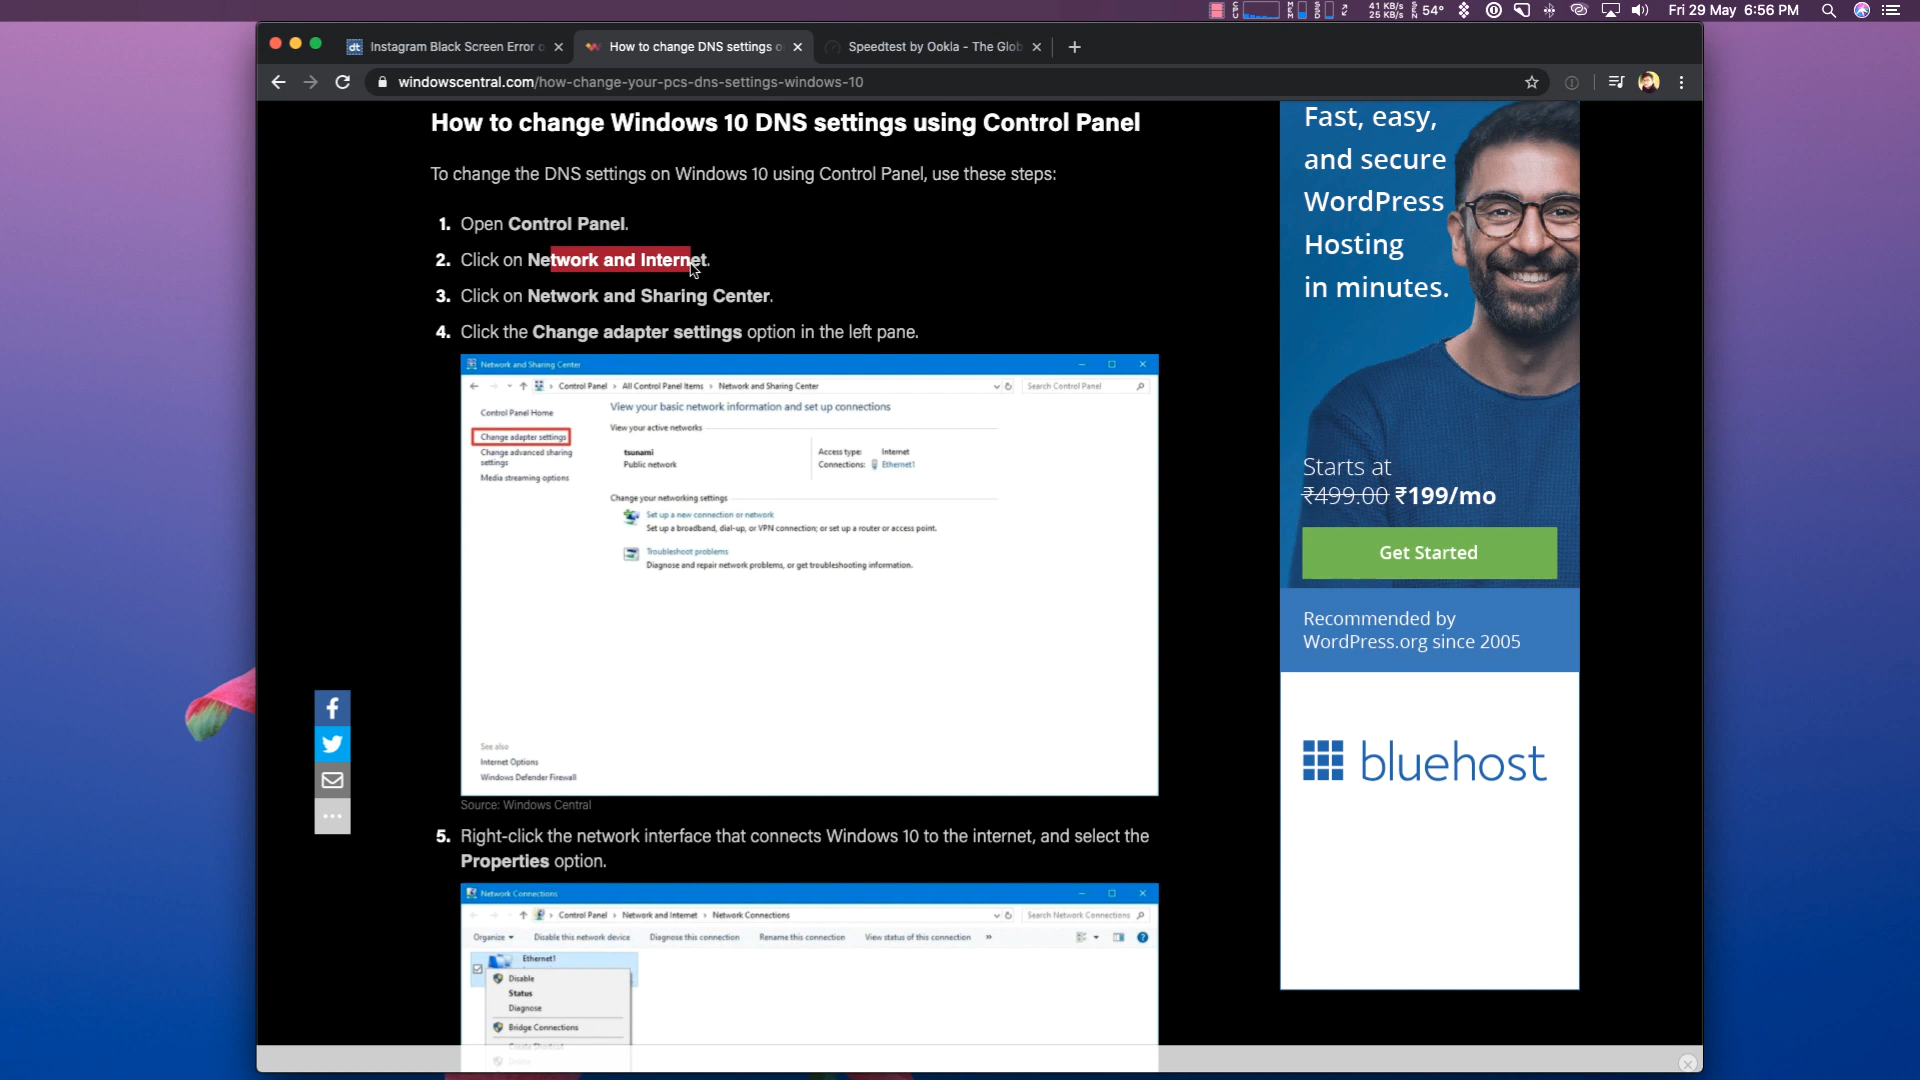 41 KB/s
25 KB/s
54°
Fri 29 May 6:56 PM
Instagram Black Screen Error o
How to change DNS settings o
Speedtest by Ookla - The Glob
windowscentral.com/how-change-your-pcs-dns-settings-windows-10
How to change Windows 10 DNS settings using Control Panel
To change the DNS settings on Windows 10 using Control Panel, use these steps:
1. Open Control Panel.
2. Click on Network and Internet.
3. Click on Network and Sharing Center.
4. Click the Change adapter settings option in the left pane.
Network and Sharing Center
Control Panel › All Control Panel Items › Network and Sharing Center
Search Control Panel
Control Panel Home
Change adapter settings
Change advanced sharing
settings
Media streaming options
View your basic network information and set up connections
View your active networks
tsunami
Public network
Access type: Internet
Connections: Ethernet1
Change your networking settings
Set up a new connection or network
Set up a broadband, dial-up, or VPN connection; or set up a router or access point.
Troubleshoot problems
Diagnose and repair network problems, or get troubleshooting information.
See also
Internet Options
Windows Defender Firewall
Source: Windows Central
5. Right-click the network interface that connects Windows 10 to the internet, and select the
Properties option.
Network Connections
Control Panel › Network and Internet › Network Connections
Search Network Connections
Organize
Disable this network device
Diagnose this connection
Rename this connection
View status of this connection
»
Ethernet1
Disable
Status
Diagnose
Bridge Connections
Create Shortcut
Fast, easy,
and secure
WordPress
Hosting
in minutes.
Starts at
₹499.00 ₹199/mo
Get Started
Recommended by
WordPress.org since 2005
bluehost